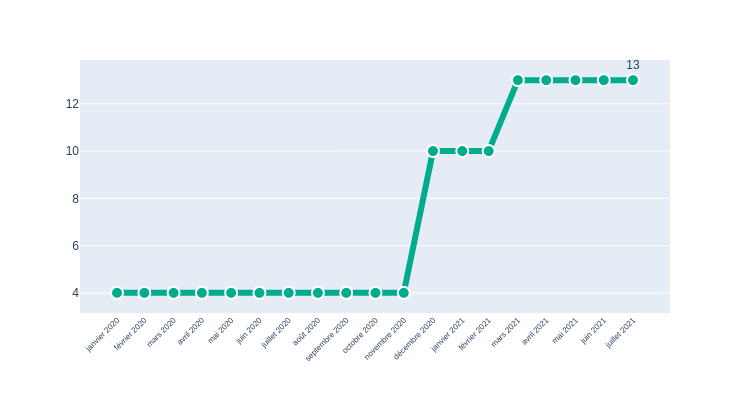 13
12
10
8
6
4
janvier 2020
février 2020
mars 2020
avril 2020
mai 2020
juin 2020
juillet 2020
août 2020
septembre 2020
octobre 2020
novembre 2020
décembre 2020
janvier 2021
février 2021
mars 2021
avril 2021
mai 2021
juin 2021
juillet 2021